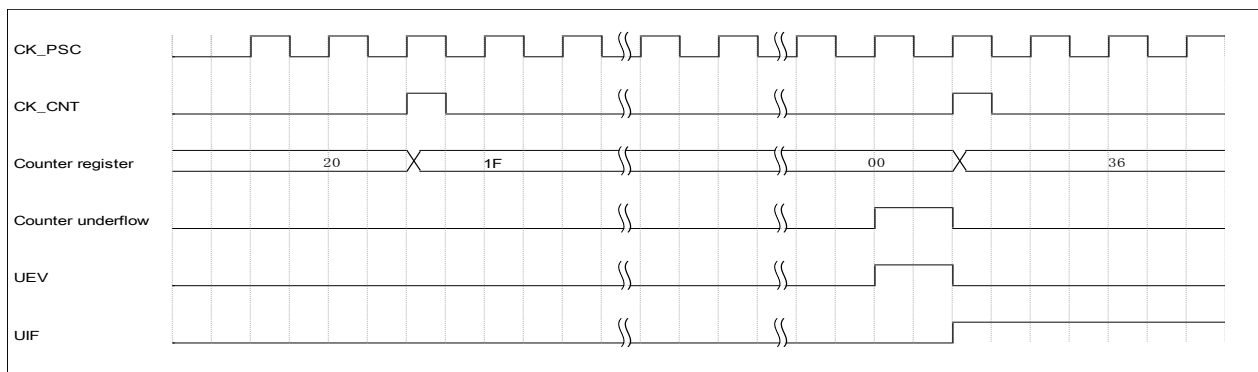 CK_PSC
CK_CNT
Counter register 20 1F 00 36
Counter underflow
UEV
UIF